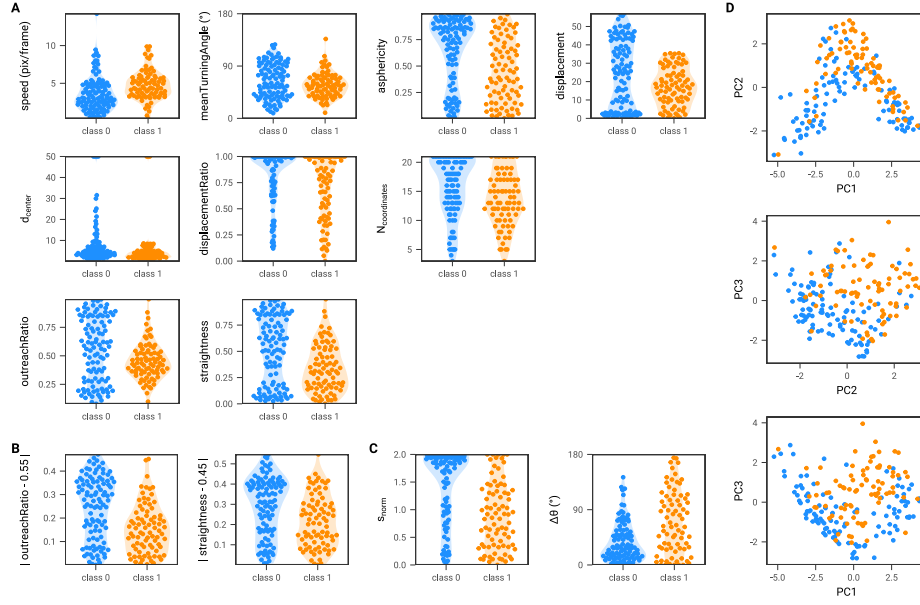 A
D
speed (pix/frame)
10
5
class 0
class 1
meanTurningAngle (°)
180
90
0
class 0
class 1
asphericity
0.75
0.50
0.25
class 0
class 1
displacement
50
40
30
20
10
0
class 0
class 1
PC2
2
0
-2
-5.0
-2.5
0.0
2.5
PC1
d_center
50
40
30
20
10
class 0
class 1
displacementRatio
1.00
0.75
0.50
0.25
0.00
class 0
class 1
N_coordinates
20
15
10
5
class 0
class 1
PC3
4
2
0
-2
-2
0
2
PC2
outreachRatio
0.75
0.50
0.25
class 0
class 1
straightness
0.75
0.50
0.25
0.00
class 0
class 1
B
C
| outreachRatio - 0.55 |
0.4
0.3
0.2
0.1
class 0
class 1
| straightness - 0.45 |
0.5
0.4
0.3
0.2
0.1
class 0
class 1
s_norm
2.0
1.5
1.0
0.5
0.0
class 0
class 1
Δθ (°)
180
90
0
class 0
class 1
PC3
4
2
0
-2
-5.0
-2.5
0.0
2.5
PC1